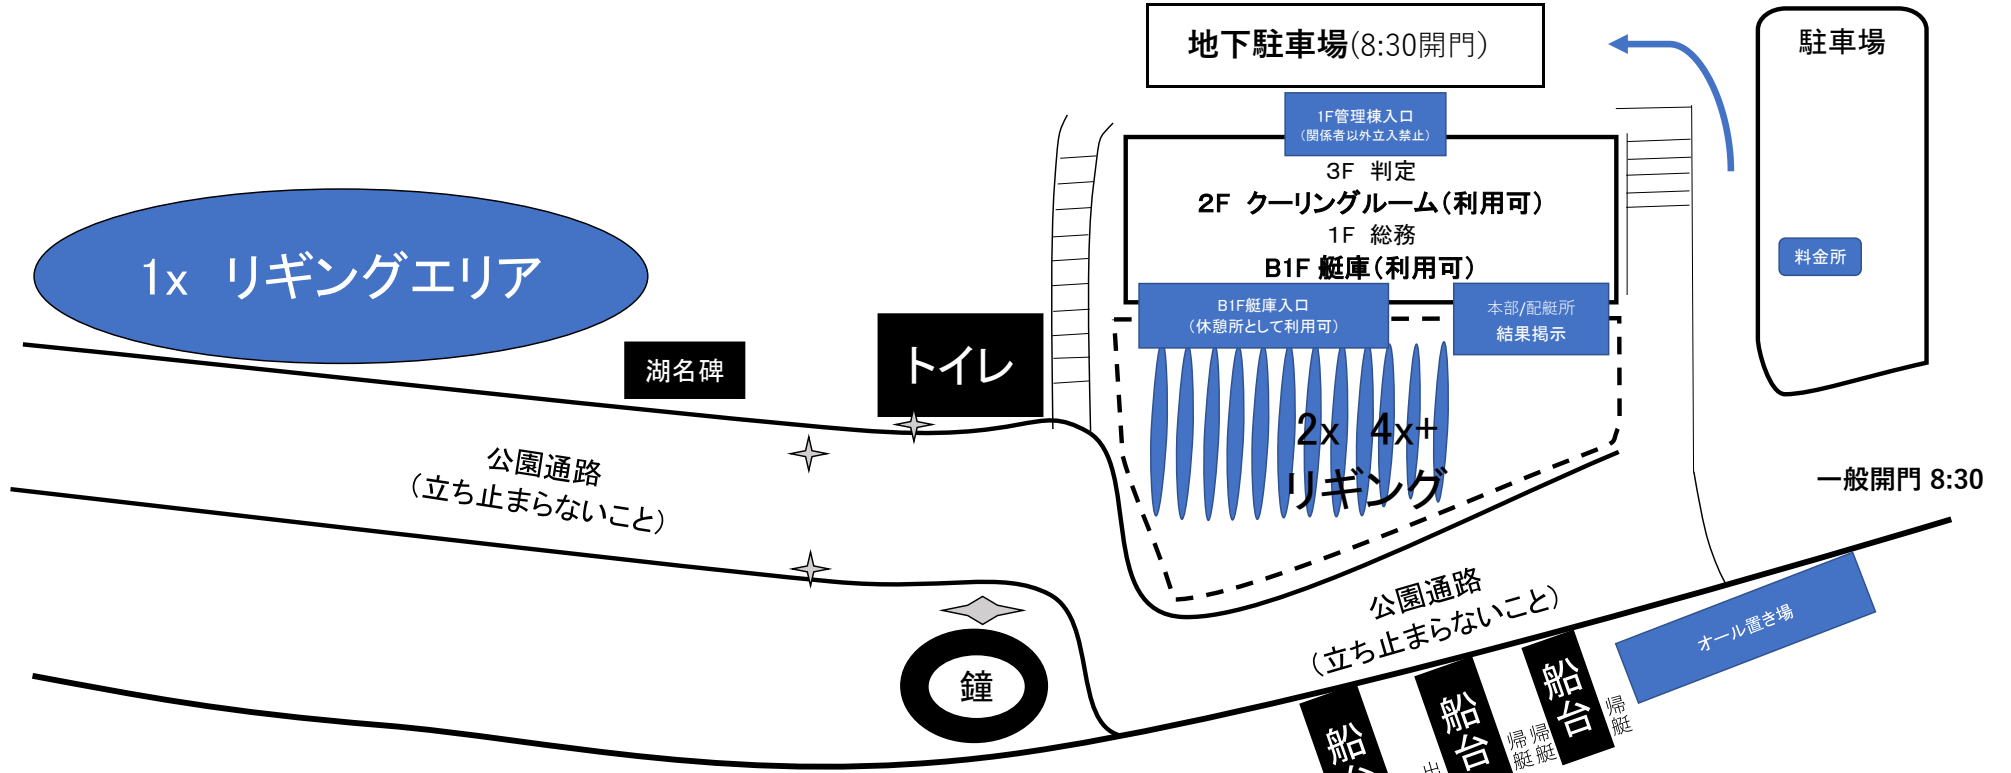 地下駐車場(8:30開門)
駐車場
1F管理棟入口
(関係者以外立入禁止)
3F 判定
2F クーリングルーム(利用可)
1F 総務
B1F 艇庫(利用可)
料金所
1x リギングエリア
B1F艇庫入口
(休憩所として利用可)
本部/配艇所
結果掲示
湖名碑
トイレ
2x 4x+
リギング
公園通路
(立ち止まらないこと)
一般開門 8:30
公園通路
(立ち止まらないこと)
オール置き場
鐘
船台
船台
船台
帰艇
帰艇
帰艇
出